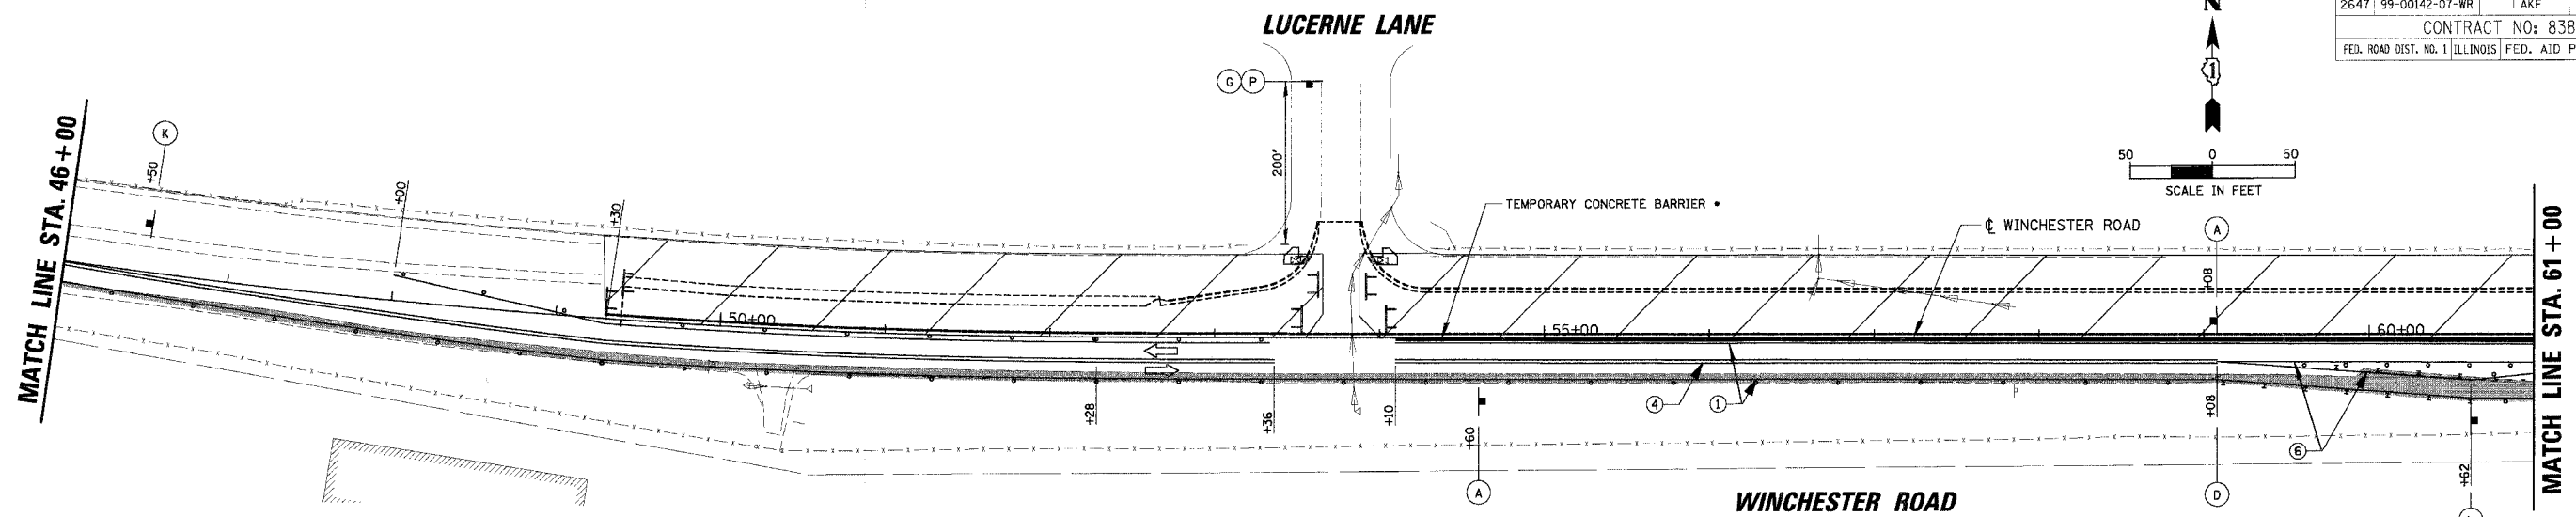 LUCERNE LANE
N
1
2647 99-00142-07-WR LAKE
CONTRACT NO: 838
FED. ROAD DIST. NO. 1 ILLINOIS FED. AID P
G P
K
+50
+00
+30
200'
50 0 50
SCALE IN FEET
TEMPORARY CONCRETE BARRIER *
℄ WINCHESTER ROAD
A
+08
MATCH LINE STA. 46+00
MATCH LINE STA. 61+00
50+00
55+00
60+00
4
1
6
+28
+36
+10
+60
+08
+62
A
D
WINCHESTER ROAD